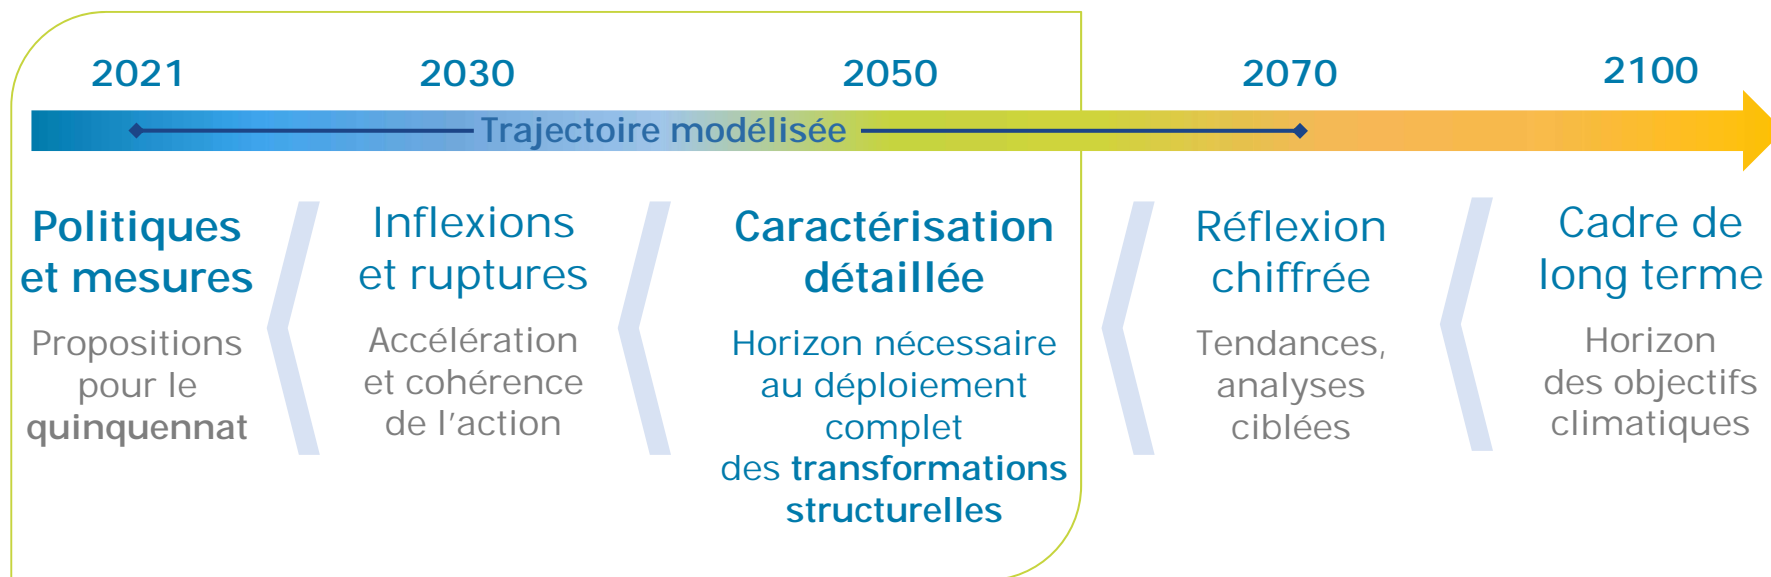 2021
2030
2050
2070
2100
Trajectoire modélisée
Politiques
et mesures
Propositions
pour le
quinquennat
Inflexions
et ruptures
Accélération
et cohérence
de l’action
Caractérisation
détaillée
Horizon nécessaire
au déploiement
complet
des transformations
structurelles
Réflexion
chiffrée
Tendances,
analyses
ciblées
Cadre de
long terme
Horizon
des objectifs
climatiques